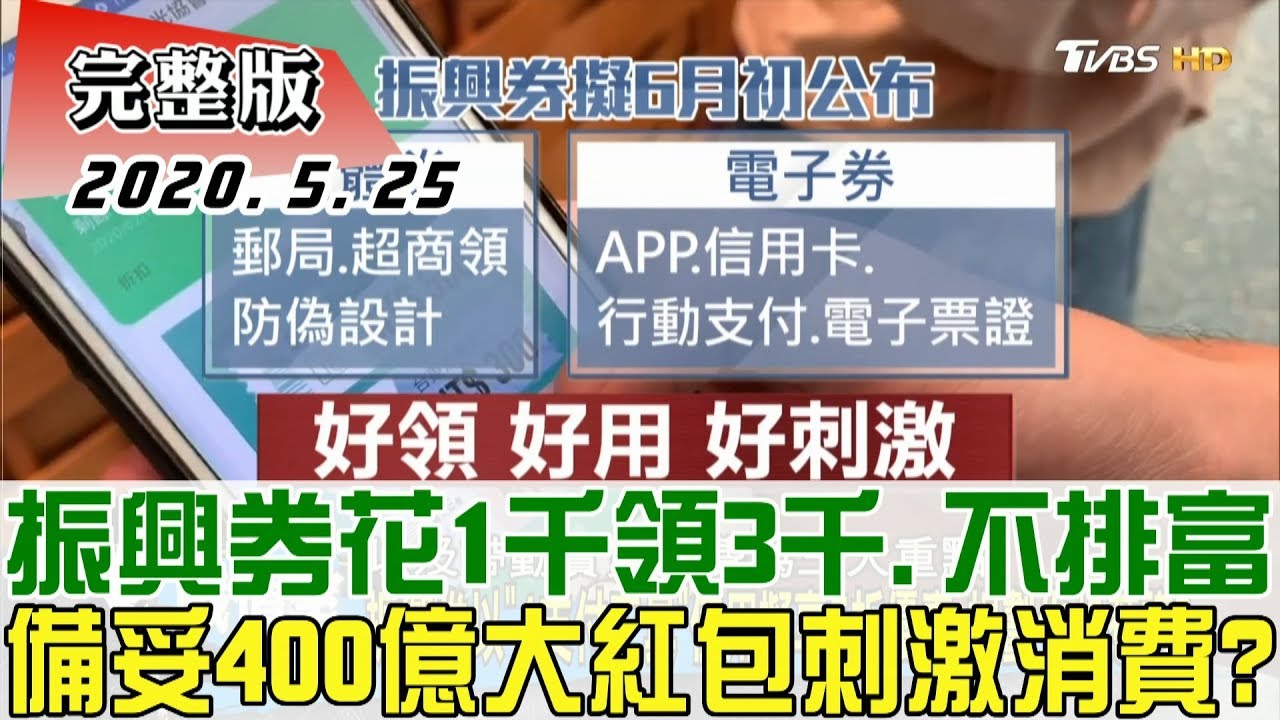 完整版
2020.5.25
TVBS HD
振興券擬6月初公布
郵局.超商領
防偽設計
電子券
APP.信用卡.
行動支付.電子票證
好領 好用 好刺激
振興券花1千領3千.不排富
備妥400億大紅包刺激消費?